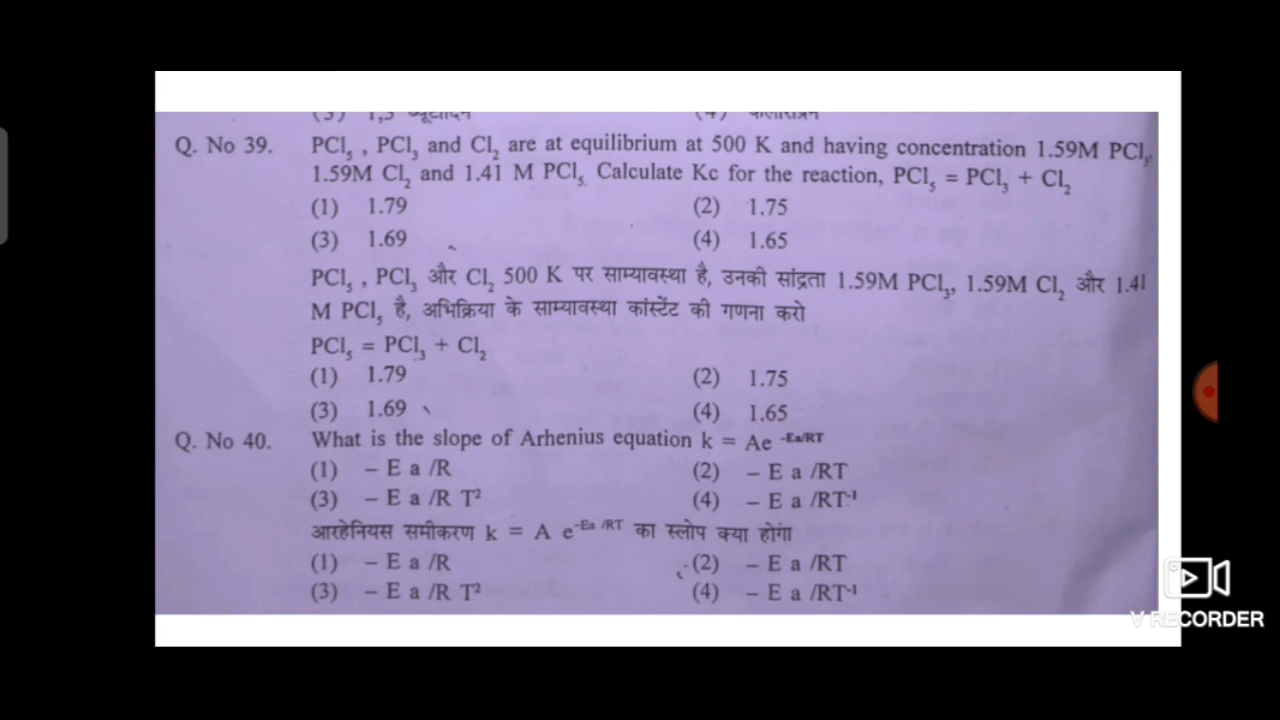 Q. No 39. PCl₅ , PCl₃ and Cl₂ are at equilibrium at 500 K and having concentration 1.59M PCl₃,
1.59M Cl₂ and 1.41 M PCl₅. Calculate Kc for the reaction, PCl₅ = PCl₃ + Cl₂
(1) 1.79 (2) 1.75
(3) 1.69 (4) 1.65
PCl₅ , PCl₃ और Cl₂ 500 K पर साम्यावस्था है, उनकी सांद्रता 1.59M PCl₃, 1.59M Cl₂ और 1.41
M PCl₅ है, अभिक्रिया के साम्यावस्था कांस्टेंट की गणना करो
PCl₅ = PCl₃ + Cl₂
(1) 1.79 (2) 1.75
(3) 1.69 (4) 1.65
Q. No 40. What is the slope of Arhenius equation k = Ae⁻ᴱᵃ/ᴿᵀ
(1) – E a /R (2) – E a /RT
(3) – E a /R T² (4) – E a /RT⁻¹
आरहेनियस समीकरण k = A e⁻ᴱᵃ /ᴿᵀ का स्लोप क्या होगा
(1) – E a /R (2) – E a /RT
(3) – E a /R T² (4) – E a /RT⁻¹
V RECORDER